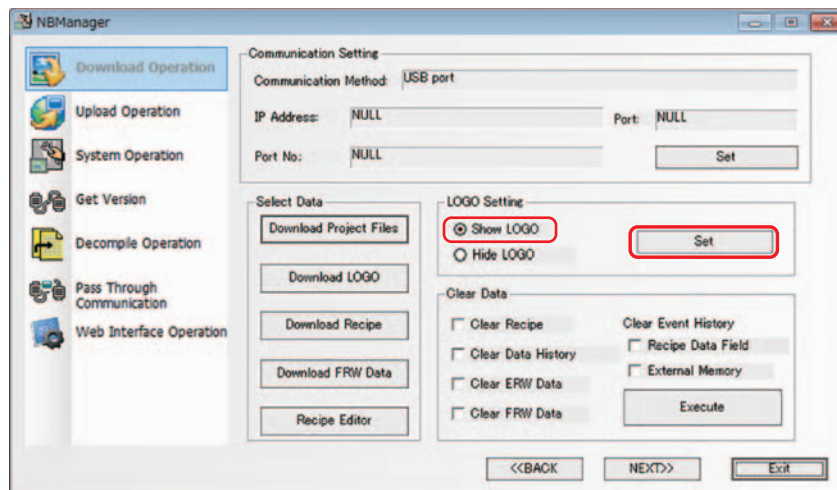 NBManager
Download Operation
Upload Operation
System Operation
Get Version
Decompile Operation
Pass Through
Communication
Web Interface Operation
Communication Setting
Communication Method: USB port
IP Address: NULL
Port: NULL
Port No.: NULL
Set
Select Data
Download Project Files
Download LOGO
Download Recipe
Download FRW Data
Recipe Editor
LOGO Setting
Show LOGO
Hide LOGO
Set
Clear Data
Clear Recipe
Clear Data History
Clear ERW Data
Clear FRW Data
Clear Event History
Recipe Data Field
External Memory
Execute
<<BACK
NEXT>>
Exit